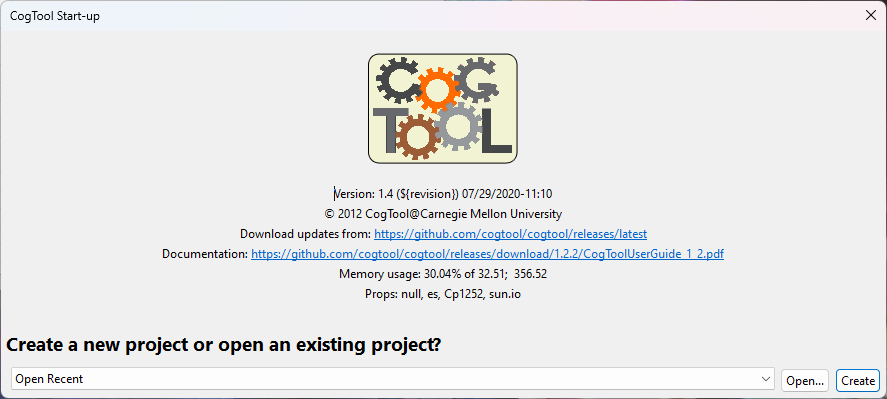 CogTool Start-up
COG
TOOL
Version: 1.4 (${revision}) 07/29/2020-11:10
© 2012 CogTool@Carnegie Mellon University
Download updates from: https://github.com/cogtool/cogtool/releases/latest
Documentation: https://github.com/cogtool/cogtool/releases/download/1.2.2/CogToolUserGuide_1_2.pdf
Memory usage: 30.04% of 32.51;  356.52
Props: null, es, Cp1252, sun.io
Create a new project or open an existing project?
Open Recent
Open...
Create